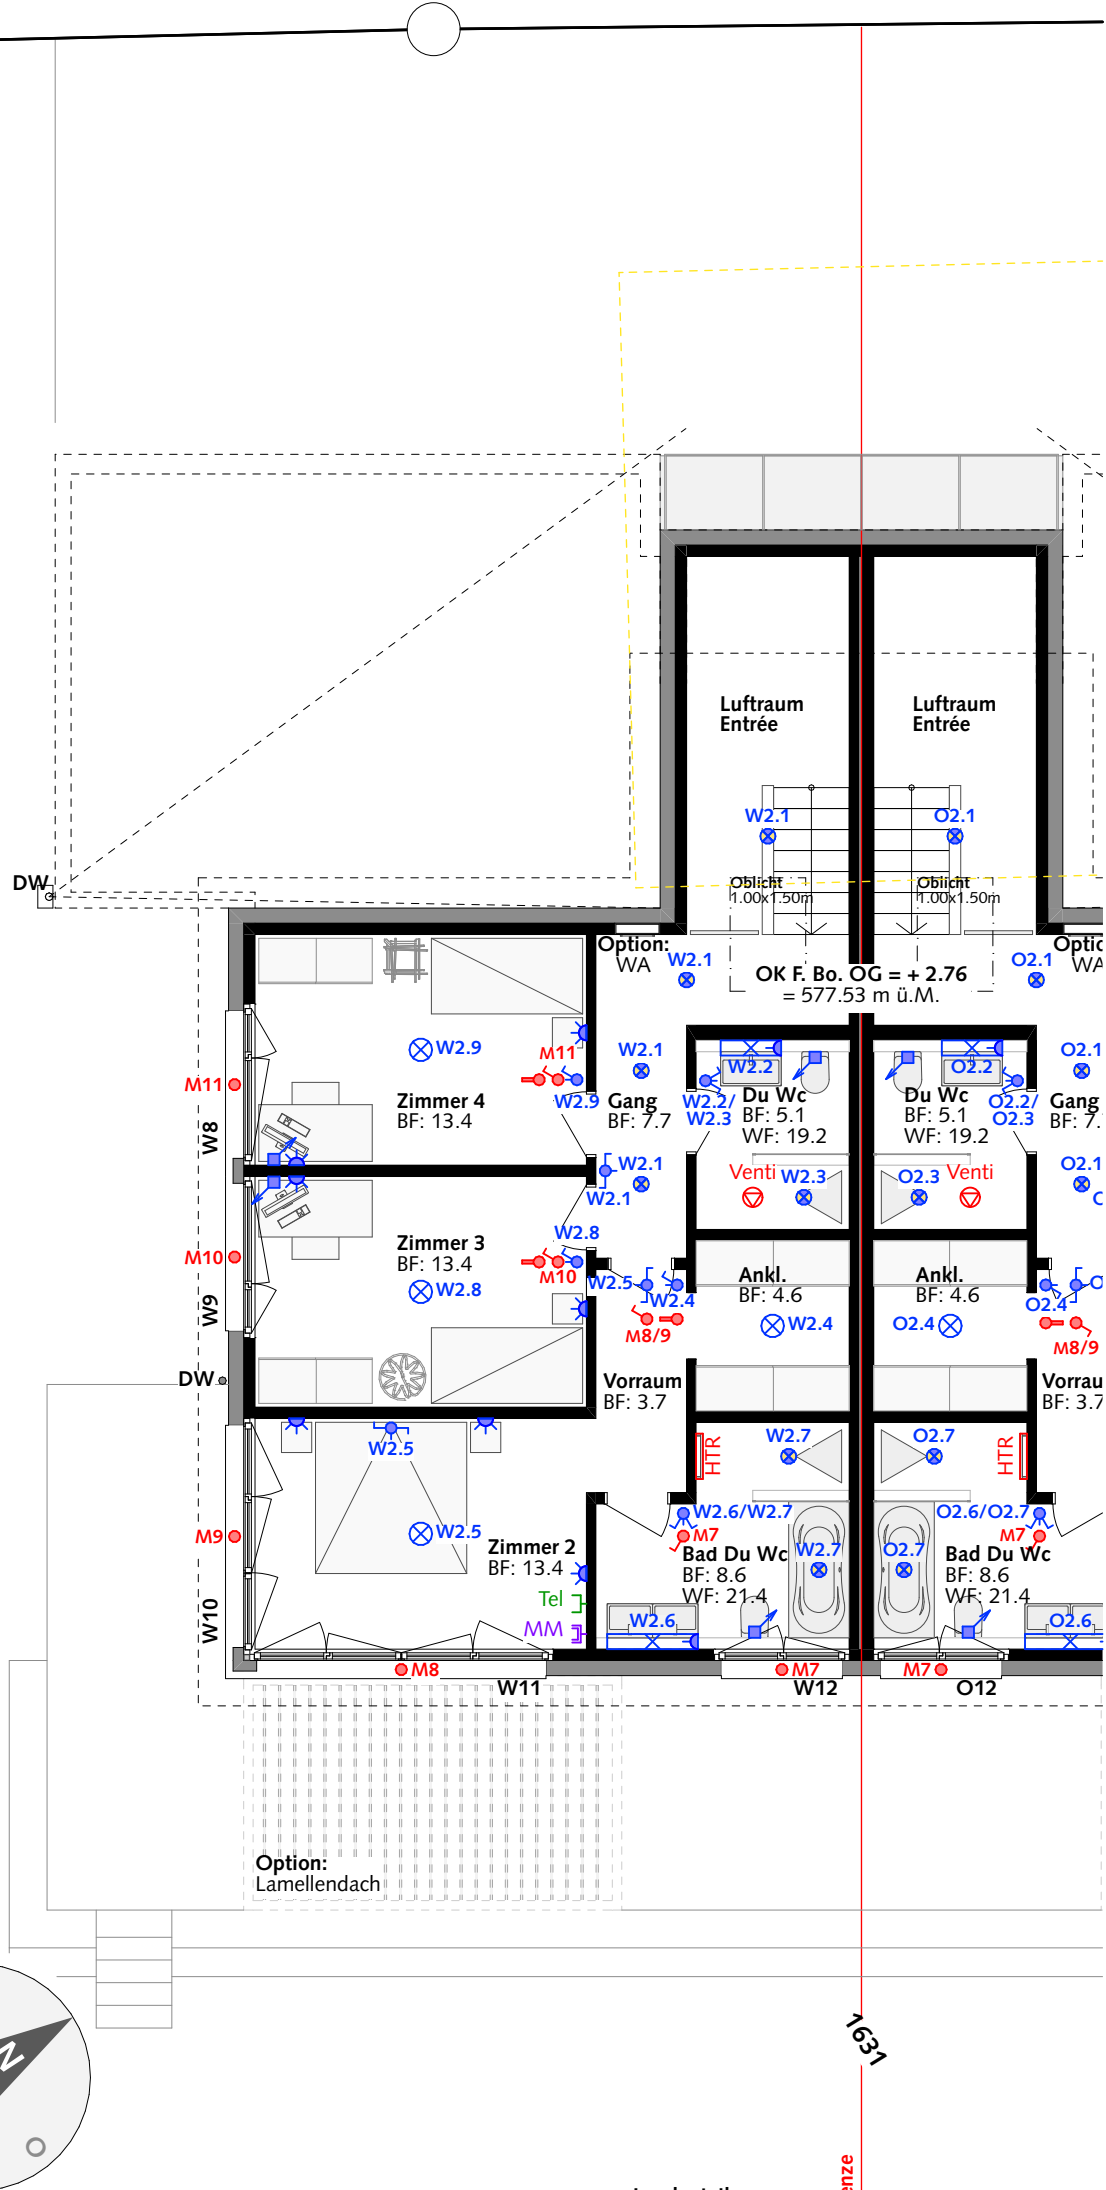 Luftraum
Entrée
Luftraum
Entrée
W2.1
O2.1
DW
Oblicht
1.00x1.50m
Oblicht
1.00x1.50m
Option:
WA
W2.1
OK F. Bo. OG = + 2.76
= 577.53 m ü.M.
O2.1
Optio
WA
W2.9
M11
W2.1
W2.2
O2.2
O2.1
M11
Zimmer 4
BF: 13.4
W2.9
Gang
BF: 7.7
W2.2/
W2.3
Du Wc
BF: 5.1
WF: 19.2
Du Wc
BF: 5.1
WF: 19.2
O2.2/
O2.3
Gang
BF: 7.
W8
W2.1
W2.1
Venti
W2.3
O2.3
Venti
O2.1
Zimmer 3
BF: 13.4
W2.8
M10
W2.8
M10
W9
W2.5
W2.4
M8/9
Ankl.
BF: 4.6
W2.4
Ankl.
BF: 4.6
O2.4
O2.4
M8/9
DW
Vorraum
BF: 3.7
Vorrau
BF: 3.7
W2.5
HTR
W2.7
O2.7
HTR
W2.5
M9
Zimmer 2
BF: 13.4
W2.6/W2.7
M7
O2.6/O2.7
M7
Bad Du Wc
BF: 8.6
WF: 21.4
W2.7
O2.7
Bad Du Wc
BF: 8.6
WF: 21.4
W10
Tel
MM
W2.6
O2.6
M8
M7
M7
W11
W12
O12
Option:
Lamellendach
N
1631
enze